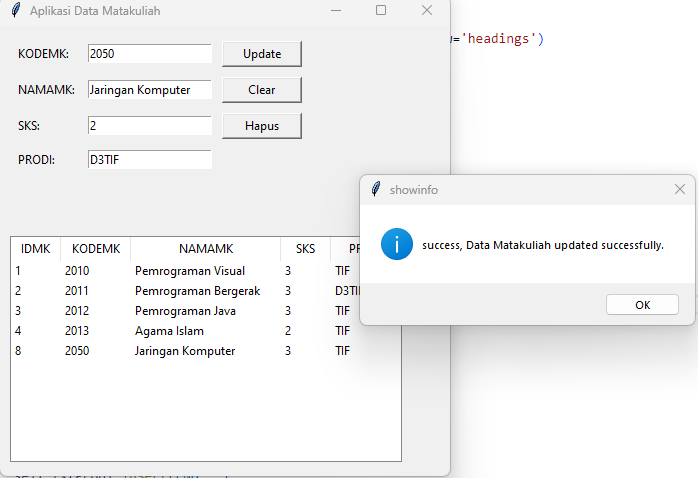 Aplikasi Data Matakuliah
='headings')
KODEMK: 2050 Update
NAMAMK: Jaringan Komputer Clear
SKS: 2 Hapus
PRODI: D3TIF
showinfo
success, Data Matakuliah updated successfully.
OK
IDMK KODEMK NAMAMK SKS
1 2010 Pemrograman Visual 3 TIF
2 2011 Pemrograman Bergerak 3 D3TI
3 2012 Pemrograman Java 3 TIF
4 2013 Agama Islam 2 TIF
8 2050 Jaringan Komputer 3 TIF